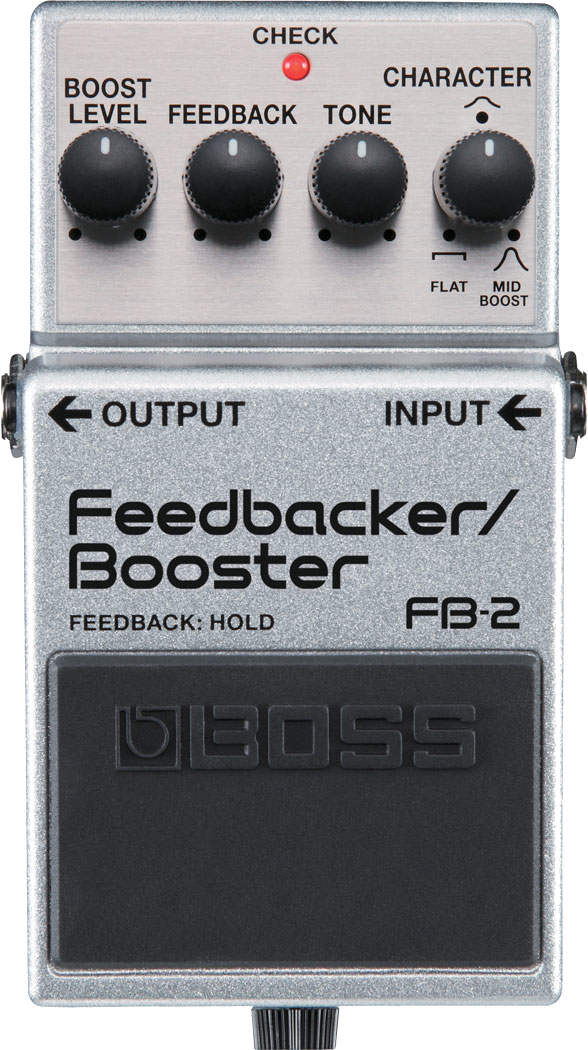 CHECK
CHARACTER
BOOST
LEVEL
FEEDBACK
TONE
FLAT
MID
BOOST
OUTPUT
INPUT
Feedbacker/
Booster
FEEDBACK: HOLD
FB-2
BOSS